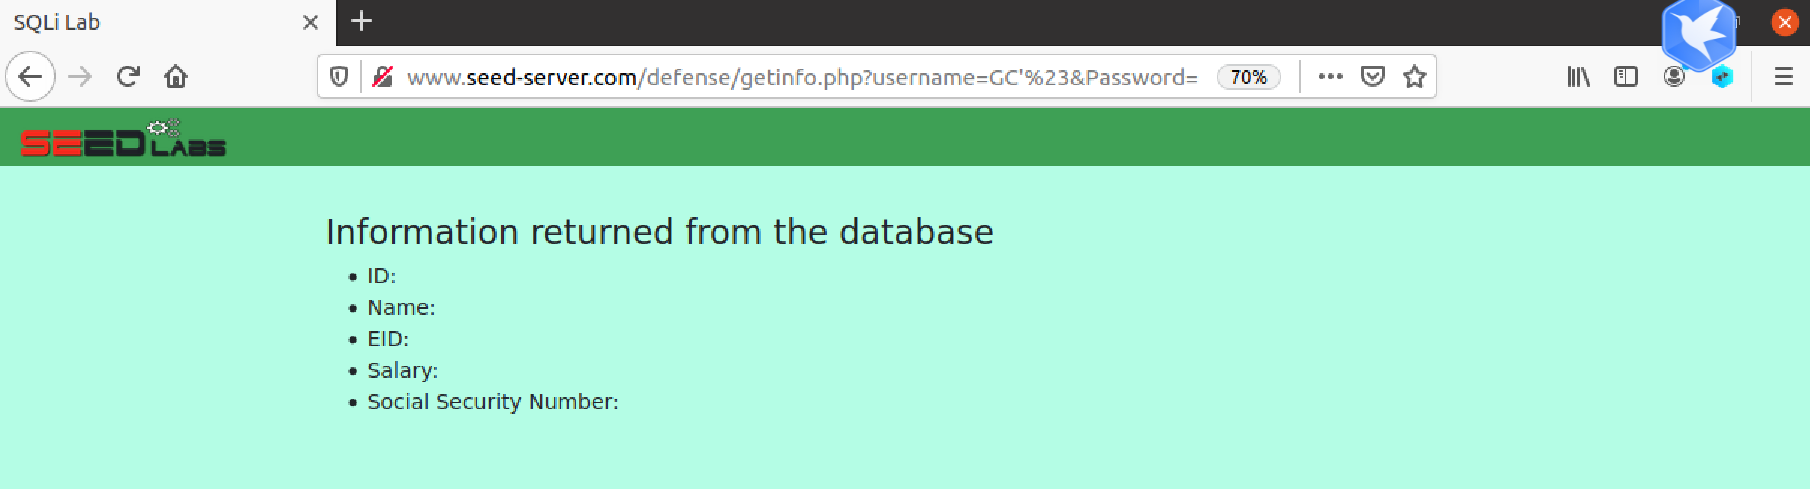 SQLi Lab
www.seed-server.com/defense/getinfo.php?username=GC'%23&Password=
70%
SEED LABS
Information returned from the database
ID:
Name:
EID:
Salary:
Social Security Number: